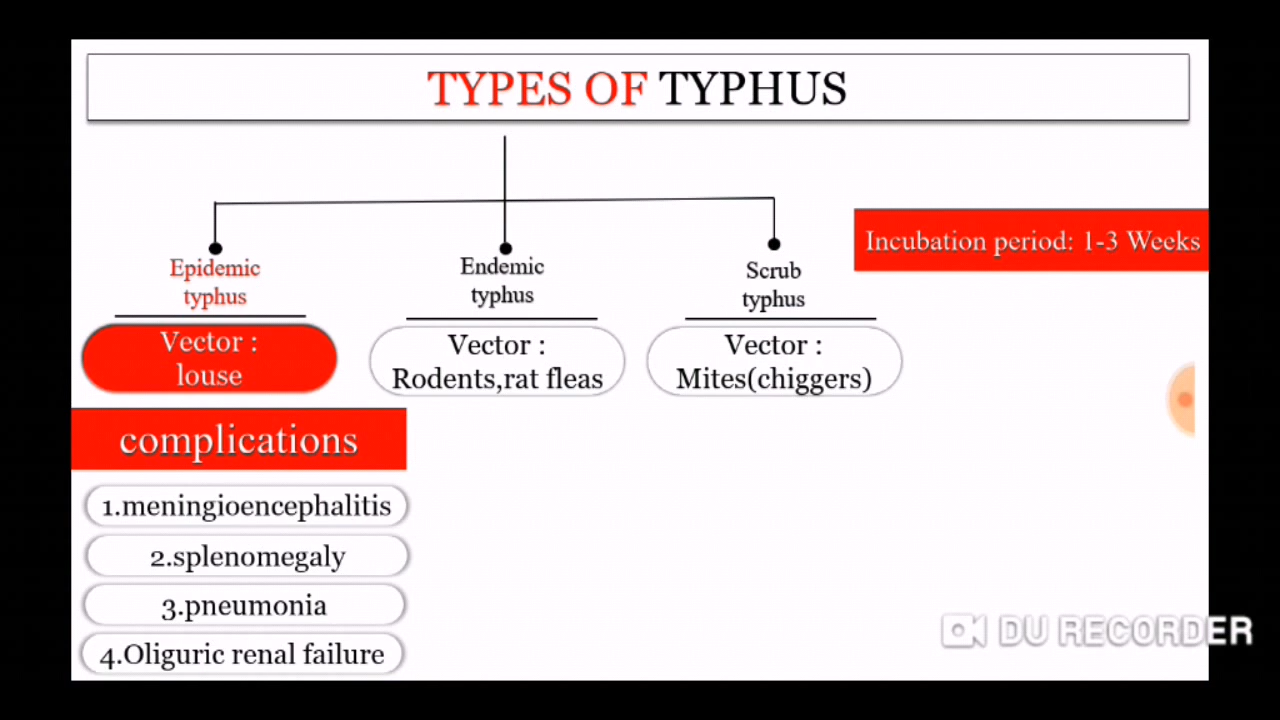 TYPES OF TYPHUS
Incubation period: 1-3 Weeks
Epidemic
typhus
Vector :
louse
Endemic
typhus
Vector :
Rodents,rat fleas
Scrub
typhus
Vector :
Mites(chiggers)
complications
1.meningioencephalitis
2.splenomegaly
3.pneumonia
4.Oliguric renal failure
DU RECORDER